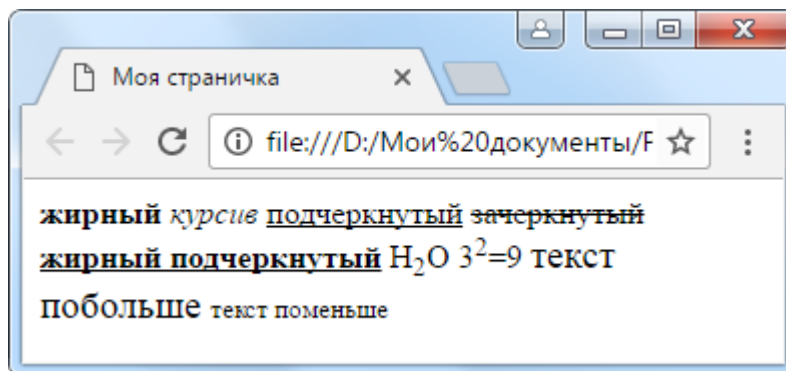 Моя страничка
file:///D:/Мои%20документы/F
жирный курсив подчеркнутый зачеркнутый
жирный подчеркнутый H₂O 3²=9 текст
побольше текст поменьше